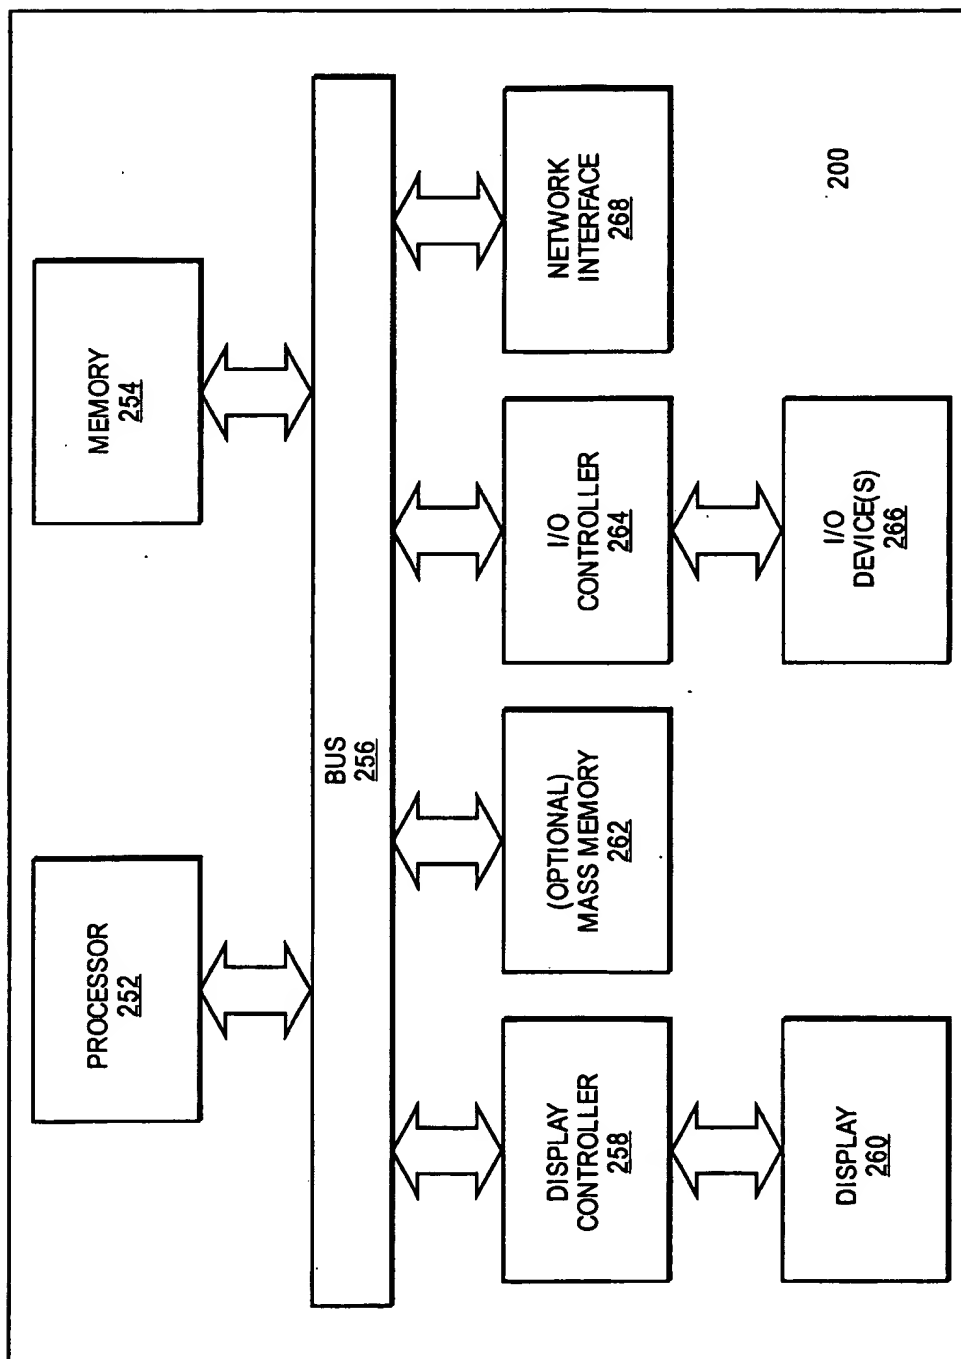 PROCESSOR
252
MEMORY
254
BUS
256
DISPLAY
CONTROLLER
258
(OPTIONAL)
MASS MEMORY
262
I/O
CONTROLLER
264
NETWORK
INTERFACE
268
DISPLAY
260
I/O
DEVICE(S)
266
200